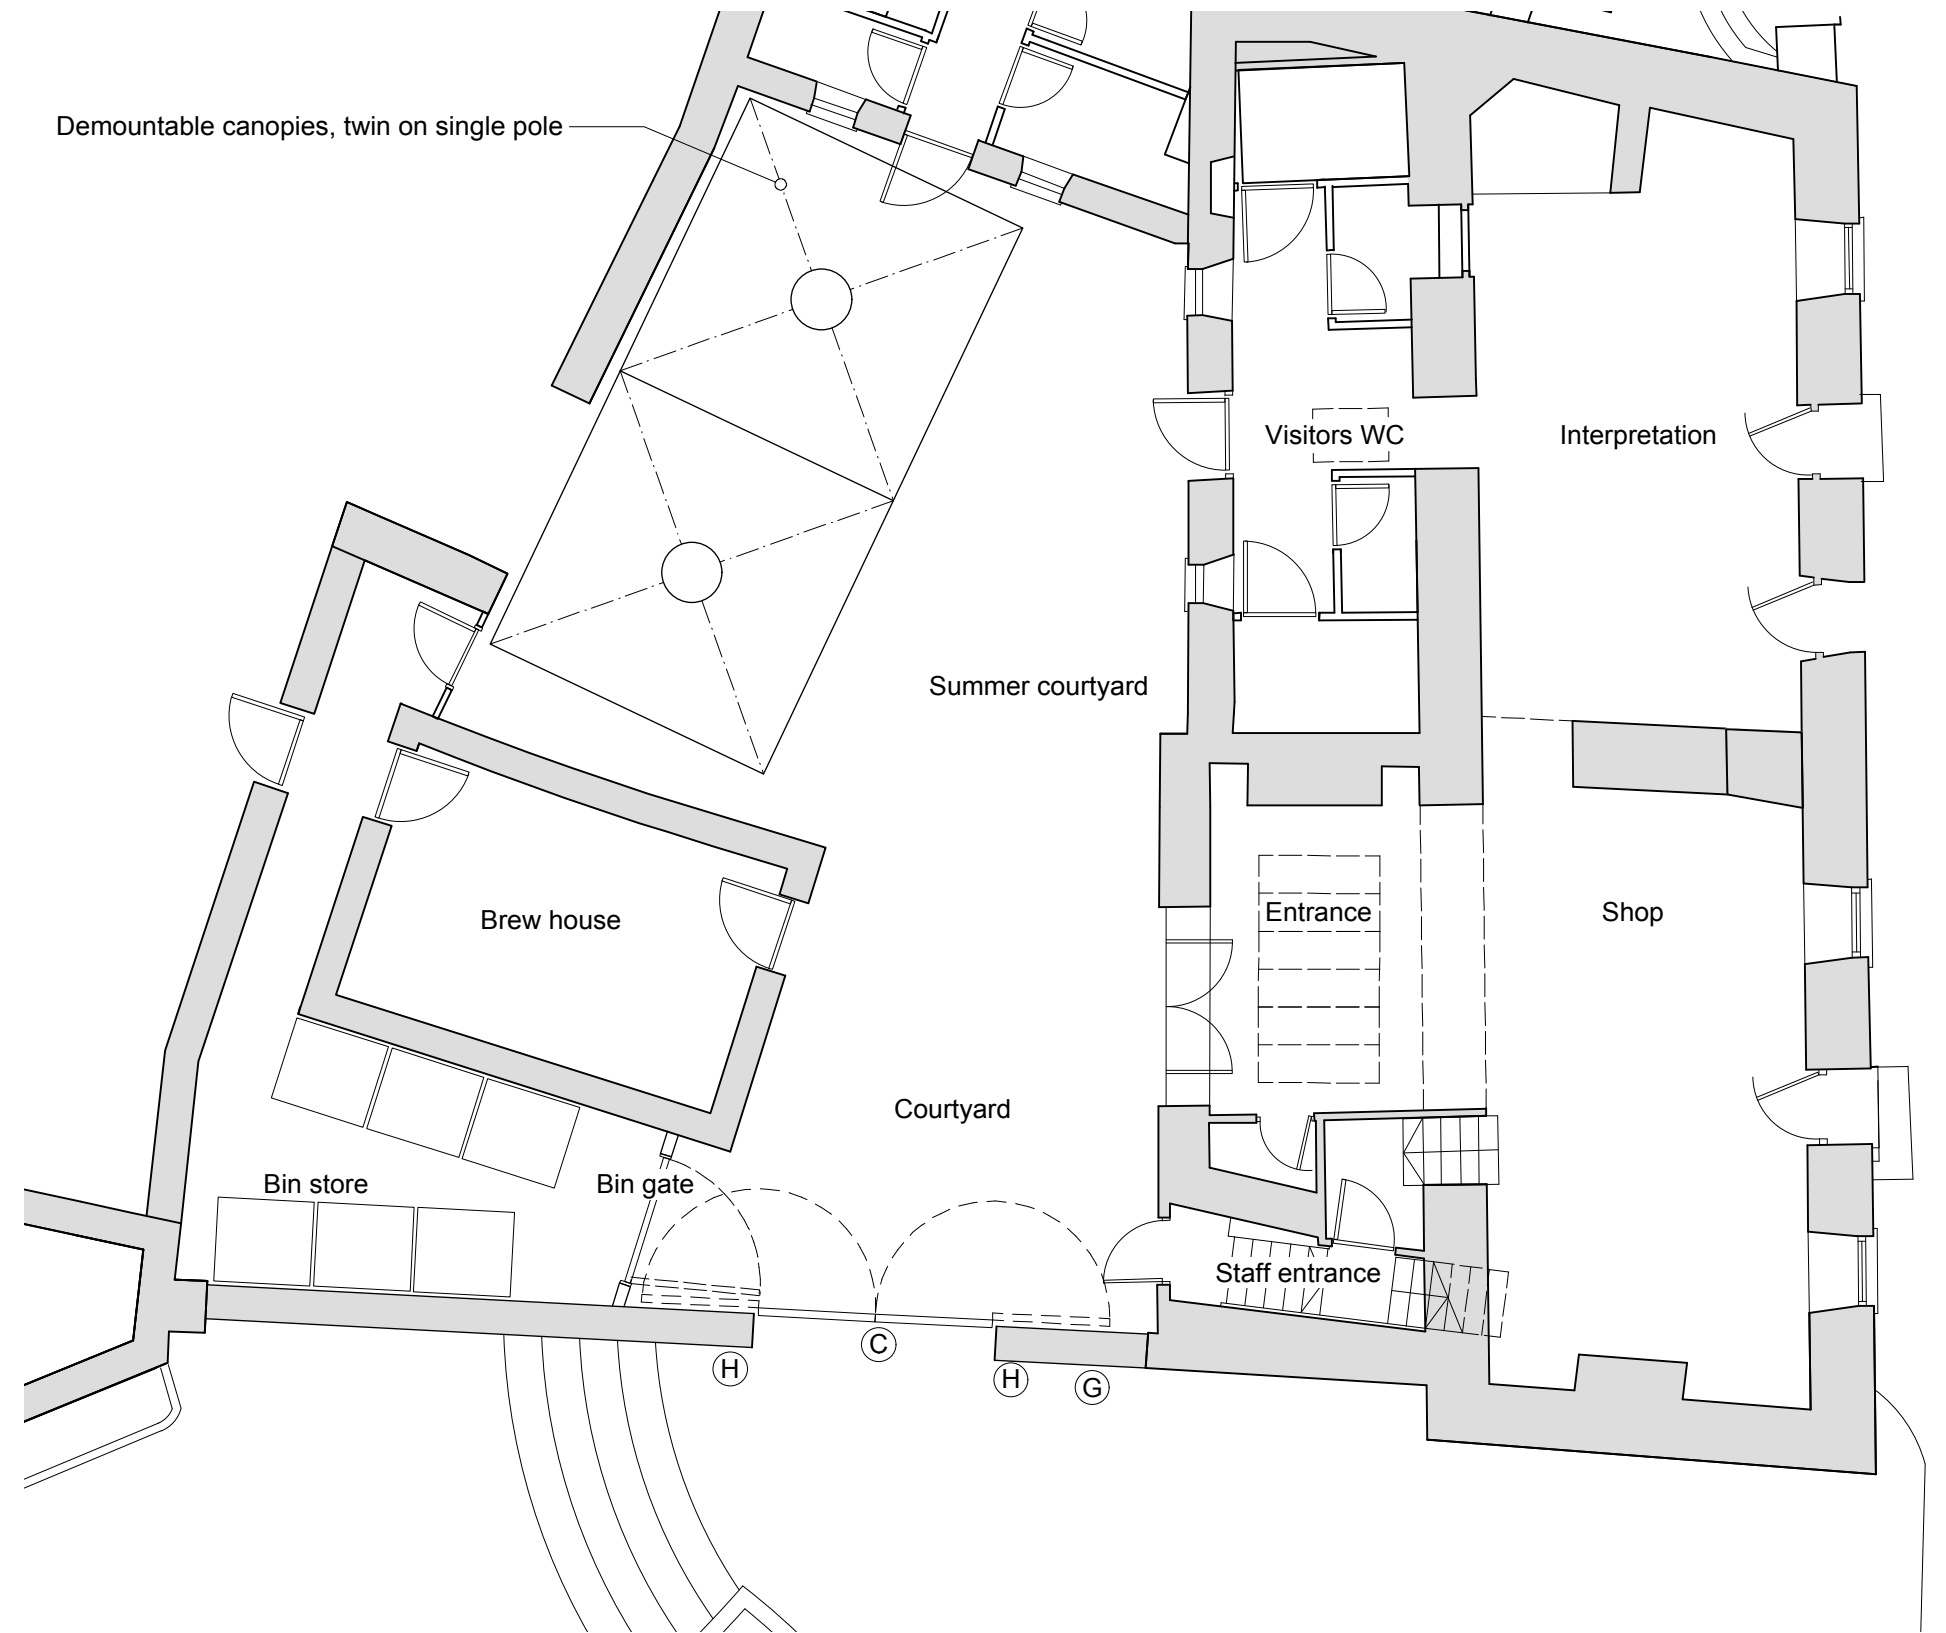 Demountable canopies, twin on single pole
Visitors WC
Interpretation
Summer courtyard
Brew house
Entrance
Shop
Courtyard
Bin store
Bin gate
Staff entrance
C
H
H
G